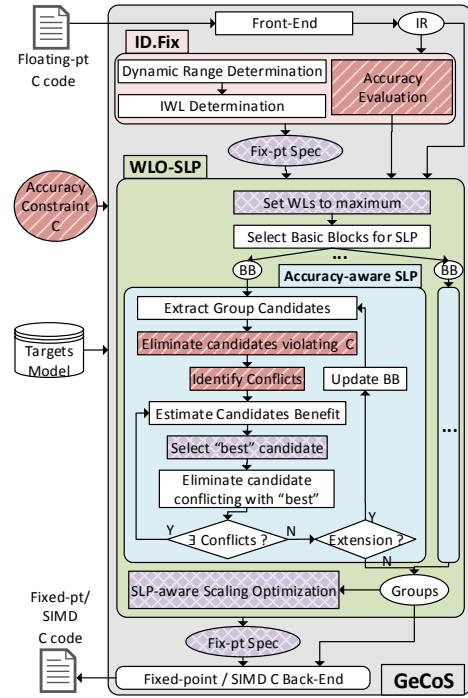 Front-End
IR
Floating-pt
C code
ID.Fix
Dynamic Range Determination
IWL Determination
Accuracy
Evaluation
Fix-pt Spec
WLO-SLP
Accuracy
Constraint
C
Set WLs to maximum
Select Basic Blocks for SLP
...
BB
BB
Accuracy-aware SLP
Extract Group Candidates
Eliminate candidates violating C
Identify Conflicts
Update BB
Targets
Model
Estimate Candidates Benefit
Select "best" candidate
Eliminate candidate
conflicting with "best"
...
Y
∃ Conflicts ?
N
Extension ?
Y
N
SLP-aware Scaling Optimization
Groups
Fixed-pt/
SIMD
C code
Fix-pt Spec
Fixed-point / SIMD C Back-End
GeCoS